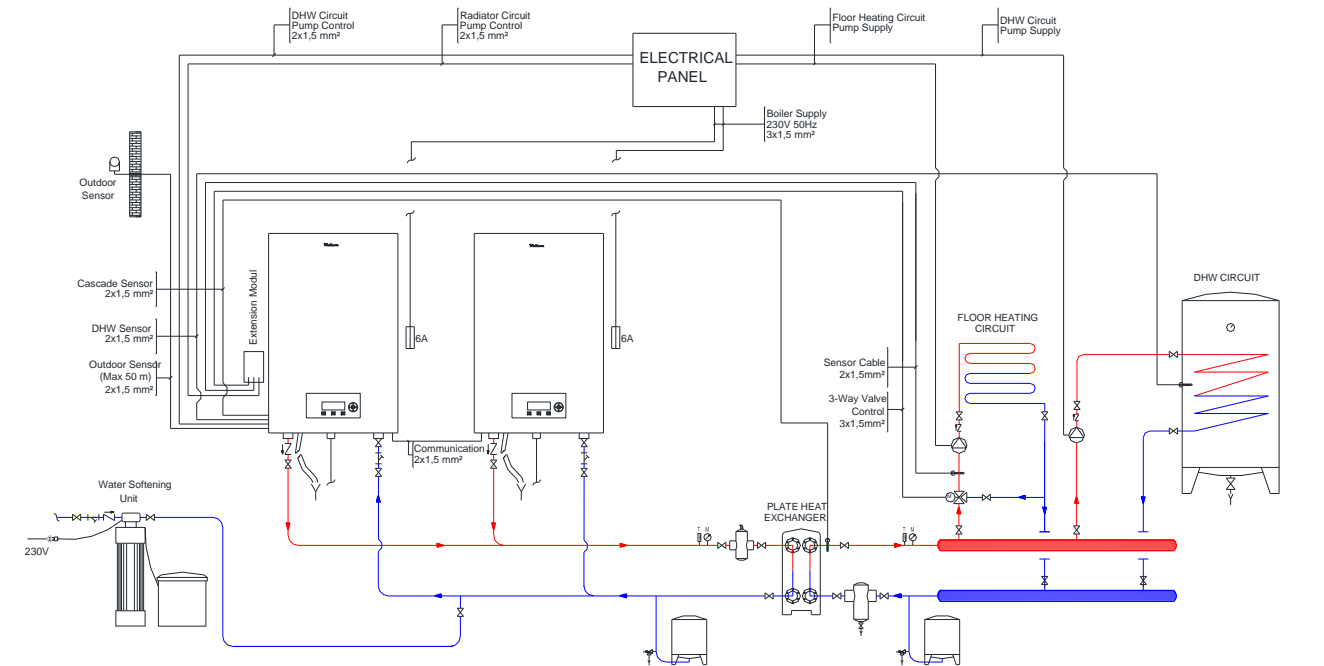 DHW Circuit
Pump Control
2x1,5 mm²
Radiator Circuit
Pump Control
2x1,5 mm²
ELECTRICAL
PANEL
Floor Heating Circuit
Pump Supply
DHW Circuit
Pump Supply
Boiler Supply
230V 50Hz
3x1,5 mm²
Outdoor
Sensor
Cascade Sensor
2x1,5 mm²
DHW Sensor
2x1,5 mm²
Outdoor Sensor
(Max 50 m)
2x1,5 mm²
Extension Modul
6A
6A
Communication
2x1,5 mm²
Sensor Cable
2x1,5mm²
3-Way Valve
Control
3x1,5mm²
FLOOR HEATING
CIRCUIT
DHW CIRCUIT
Water Softening
Unit
230V
PLATE HEAT
EXCHANGER
T M
T M
M